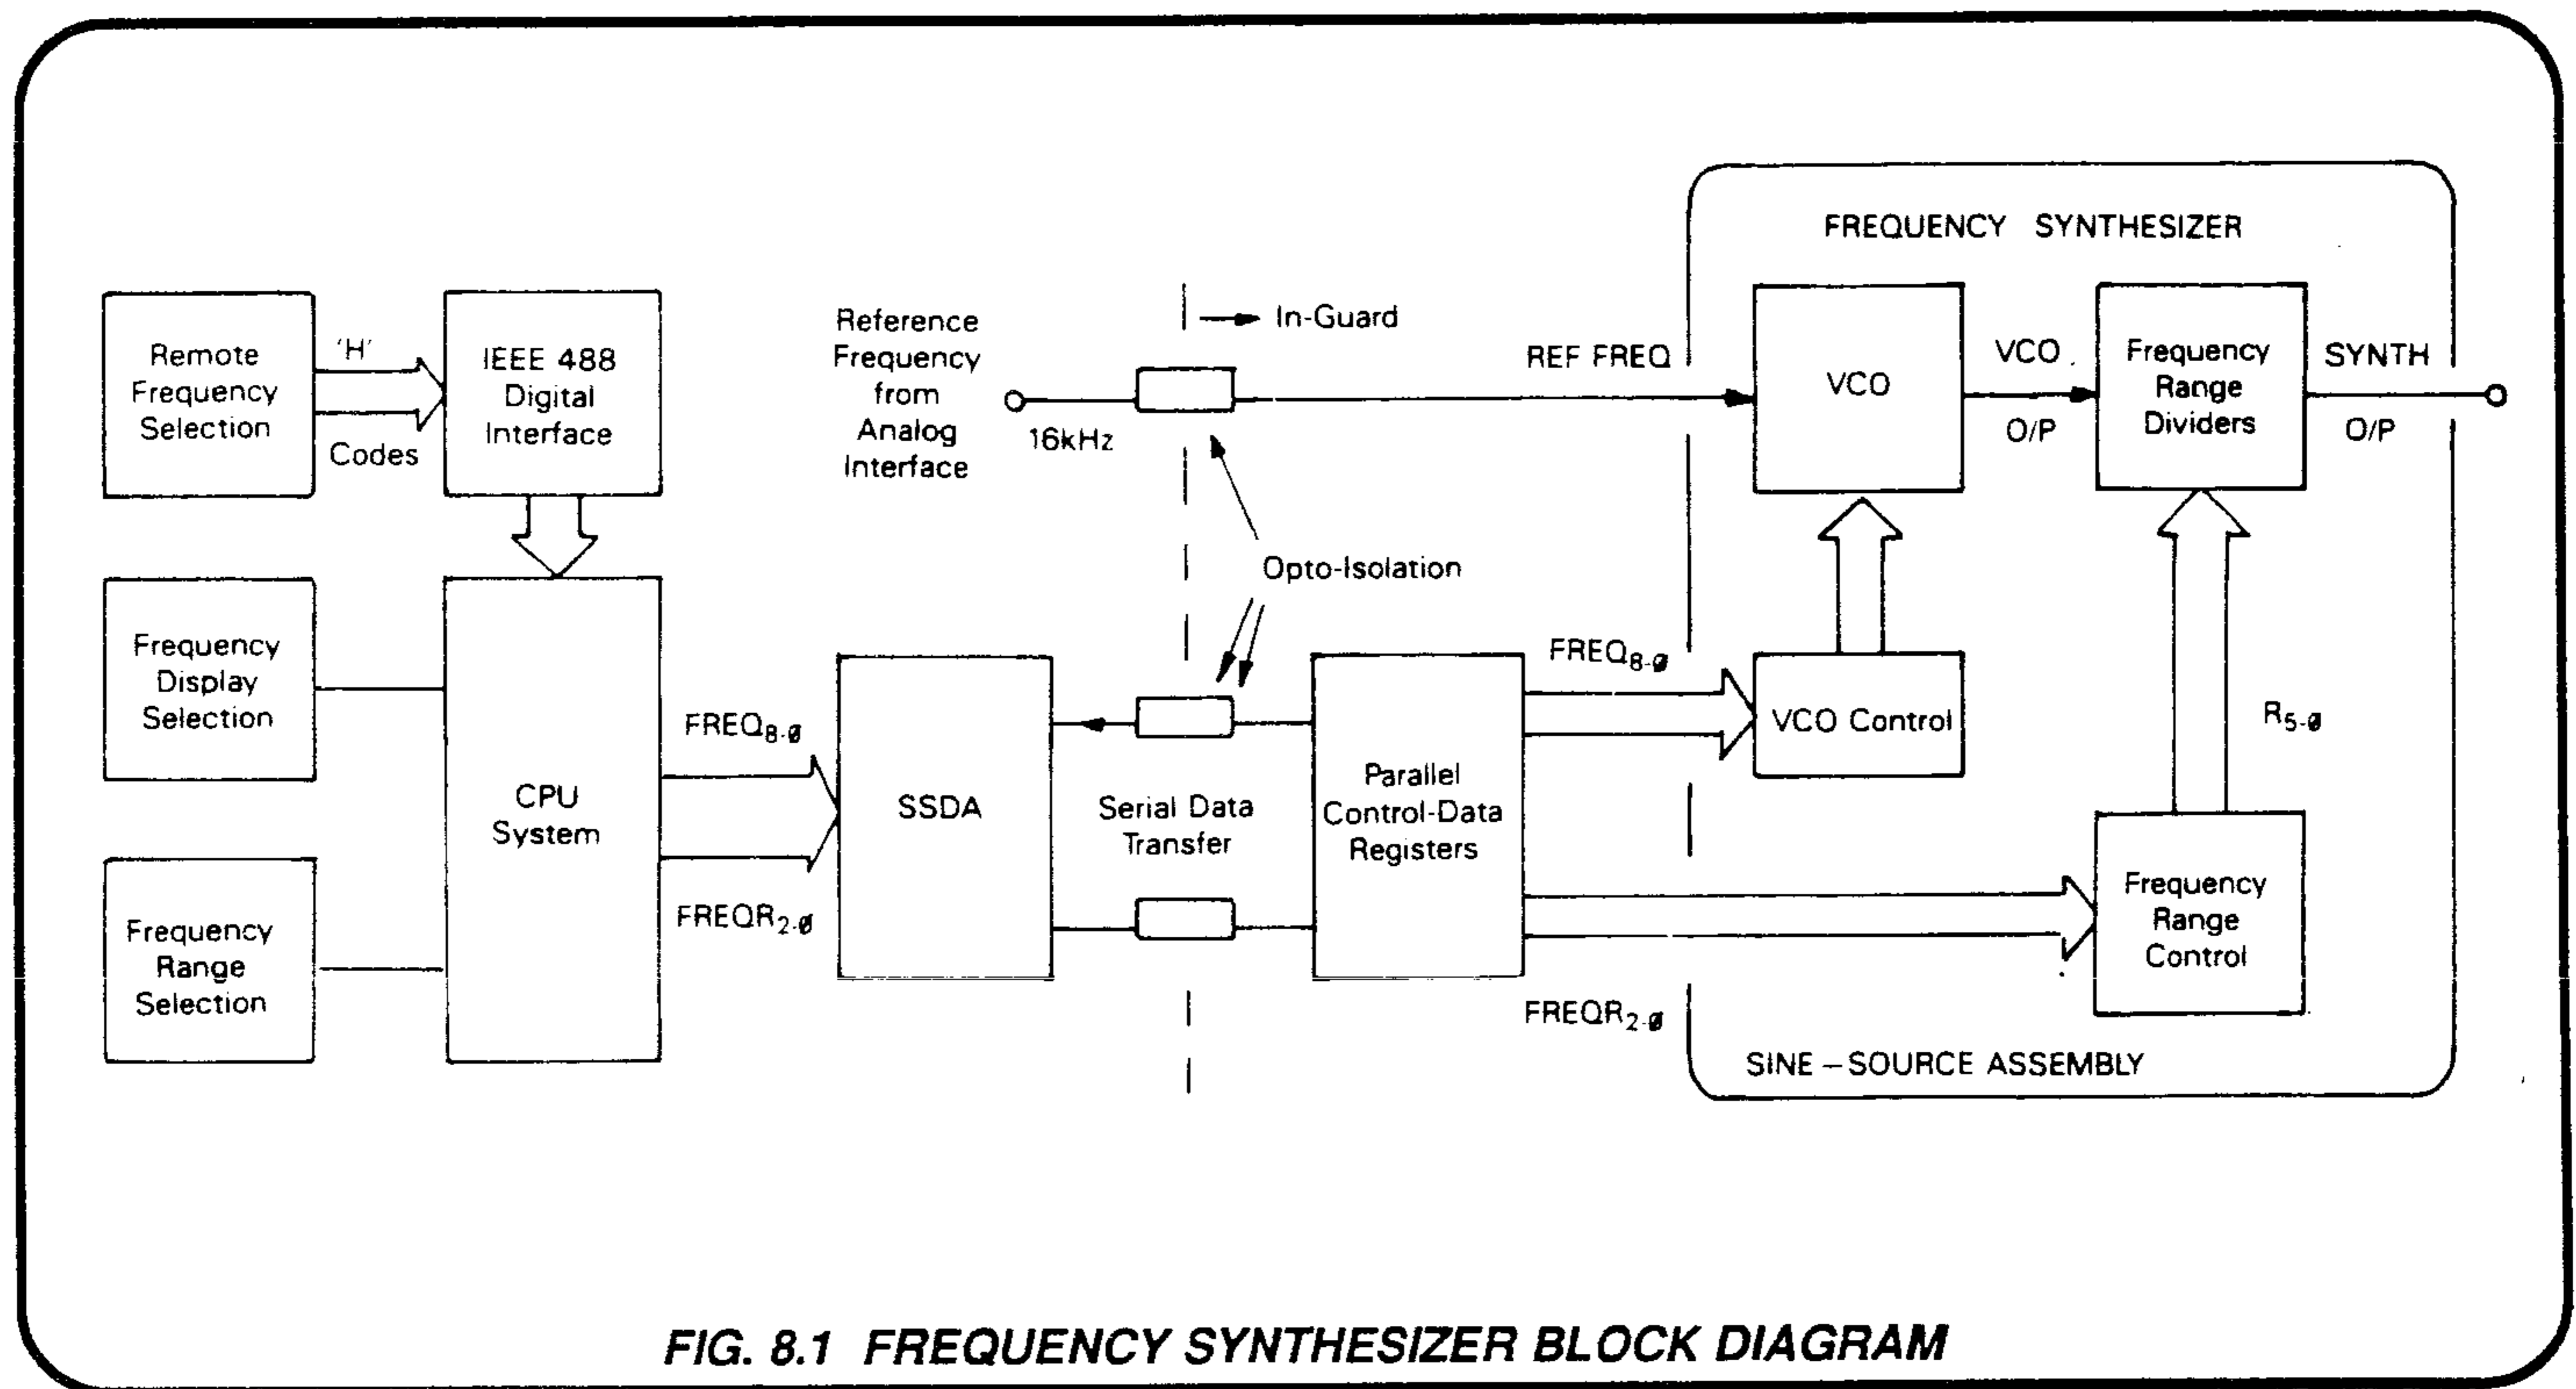 FREQUENCY SYNTHESIZER
Remote
Frequency
Selection
'H'
Codes
IEEE 488
Digital
Interface
Reference
Frequency
from
Analog
Interface
16kHz
In-Guard
REF FREQ
VCO
VCO
O/P
Frequency
Range
Dividers
SYNTH
O/P
Opto-Isolation
Frequency
Display
Selection
Frequency
Range
Selection
CPU
System
FREQ8-0
FREQR2-0
SSDA
Serial Data
Transfer
Parallel
Control-Data
Registers
FREQ8-0
FREQR2-0
VCO Control
R5-0
Frequency
Range
Control
SINE – SOURCE ASSEMBLY
FIG. 8.1 FREQUENCY SYNTHESIZER BLOCK DIAGRAM